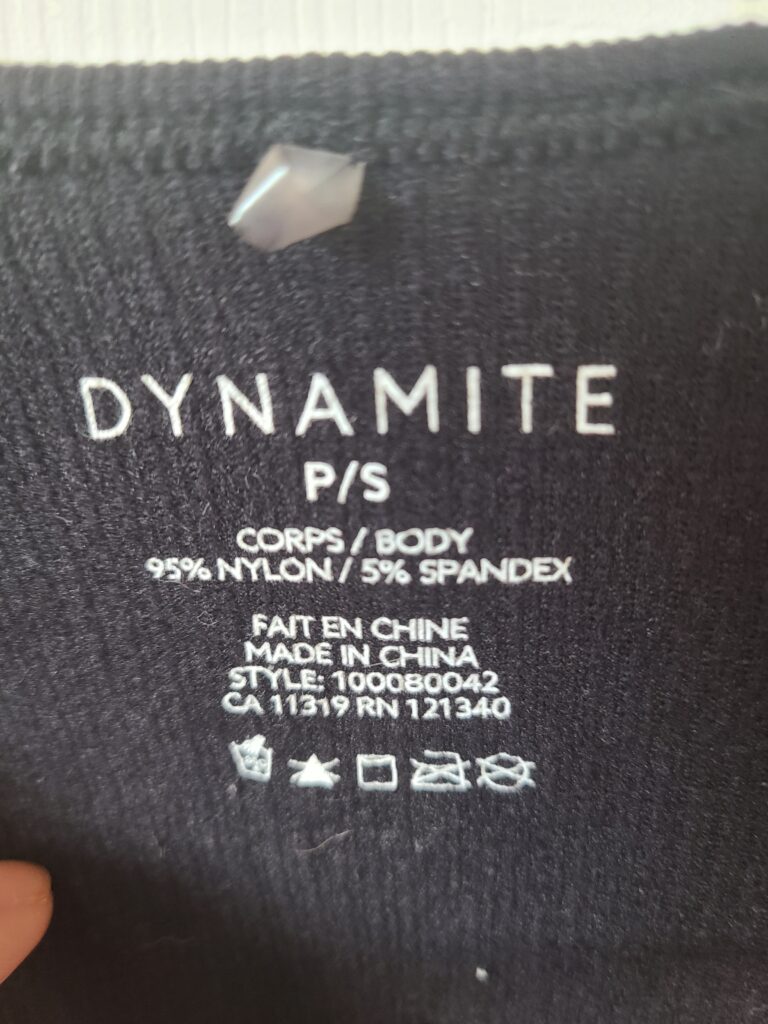 DYNAMITE
P/S
CORPS / BODY
95% NYLON / 5% SPANDEX
FAIT EN CHINE
MADE IN CHINA
STYLE: 100080042
CA 11319 RN 121340